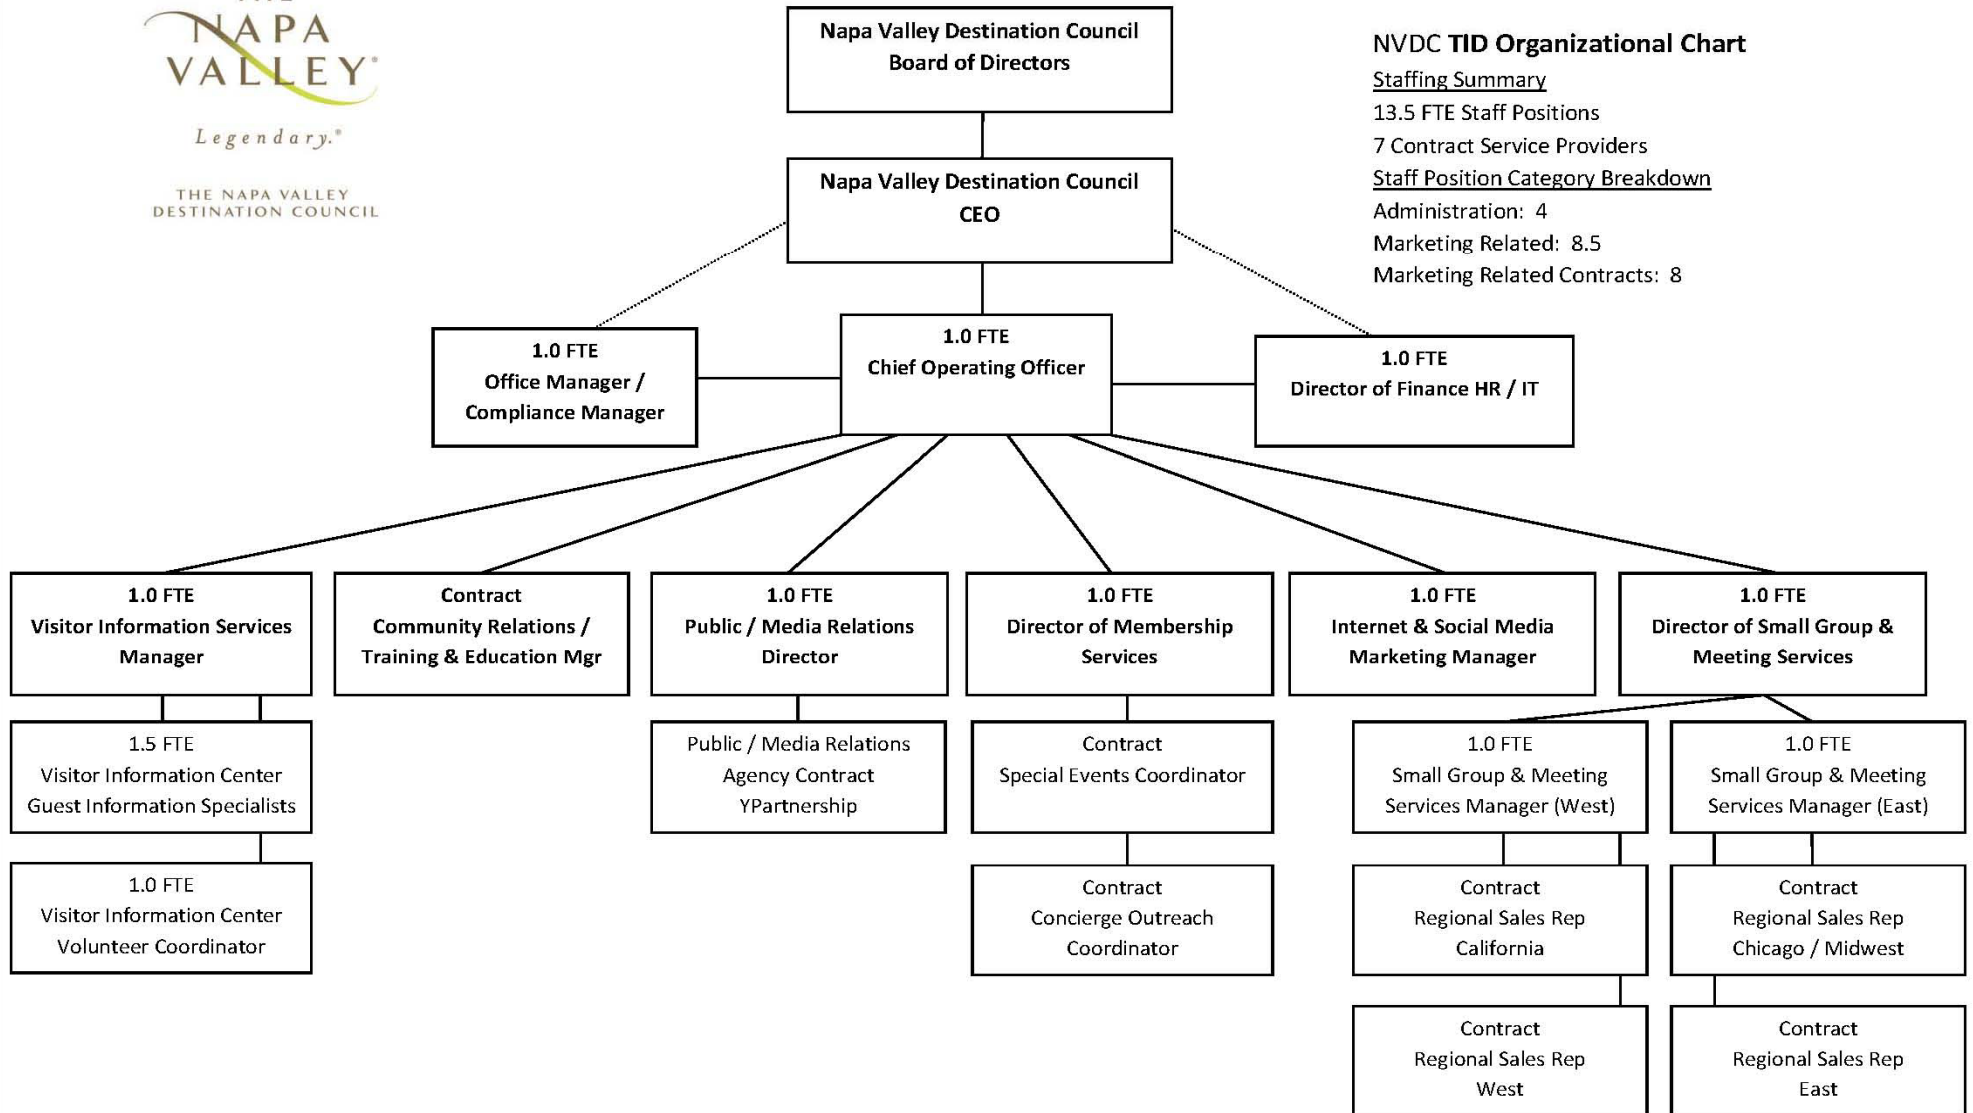 THE
NAPA
VALLEY®
Legendary.®
THE NAPA VALLEY
DESTINATION COUNCIL
Napa Valley Destination Council
Board of Directors
NVDC TID Organizational Chart
Staffing Summary
13.5 FTE Staff Positions
7 Contract Service Providers
Staff Position Category Breakdown
Administration: 4
Marketing Related: 8.5
Marketing Related Contracts: 8
Napa Valley Destination Council
CEO
1.0 FTE
Office Manager /
Compliance Manager
1.0 FTE
Chief Operating Officer
1.0 FTE
Director of Finance HR / IT
1.0 FTE
Visitor Information Services
Manager
Contract
Community Relations /
Training & Education Mgr
1.0 FTE
Public / Media Relations
Director
1.0 FTE
Director of Membership
Services
1.0 FTE
Internet & Social Media
Marketing Manager
1.0 FTE
Director of Small Group &
Meeting Services
1.5 FTE
Visitor Information Center
Guest Information Specialists
Public / Media Relations
Agency Contract
YPartnership
Contract
Special Events Coordinator
1.0 FTE
Small Group & Meeting
Services Manager (West)
1.0 FTE
Small Group & Meeting
Services Manager (East)
1.0 FTE
Visitor Information Center
Volunteer Coordinator
Contract
Concierge Outreach
Coordinator
Contract
Regional Sales Rep
California
Contract
Regional Sales Rep
Chicago / Midwest
Contract
Regional Sales Rep
West
Contract
Regional Sales Rep
East